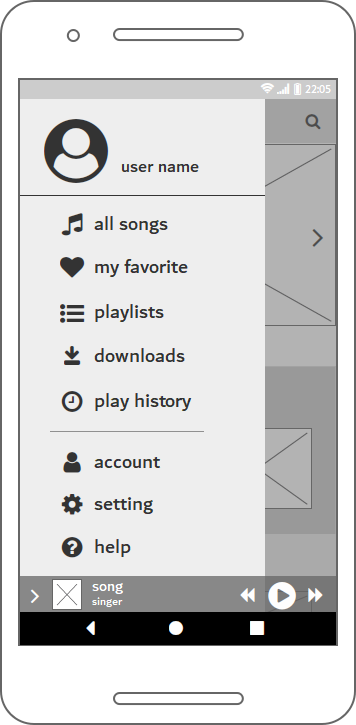 22:05
user name
all songs
my favorite
playlists
downloads
play history
account
setting
help
song
singer